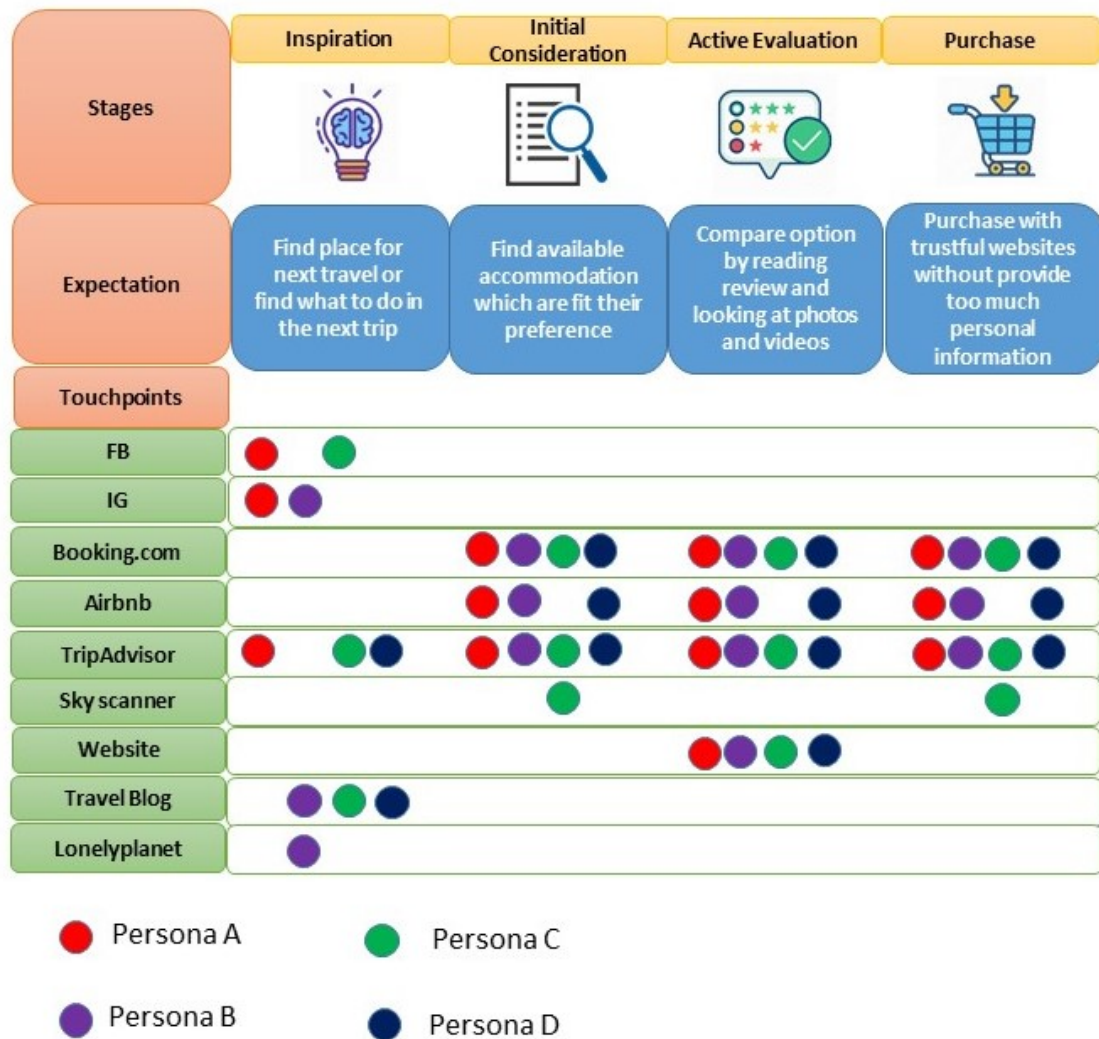 Stages
Inspiration
Initial
Consideration
Active Evaluation
Purchase
Expectation
Find place for
next travel or
find what to do in
the next trip
Find available
accommodation
which are fit their
preference
Compare option
by reading
review and
looking at photos
and videos
Purchase with
trustful websites
without provide
too much
personal
information
Touchpoints
FB
IG
Booking.com
Airbnb
TripAdvisor
Sky scanner
Website
Travel Blog
Lonelyplanet
Persona A
Persona C
Persona B
Persona D